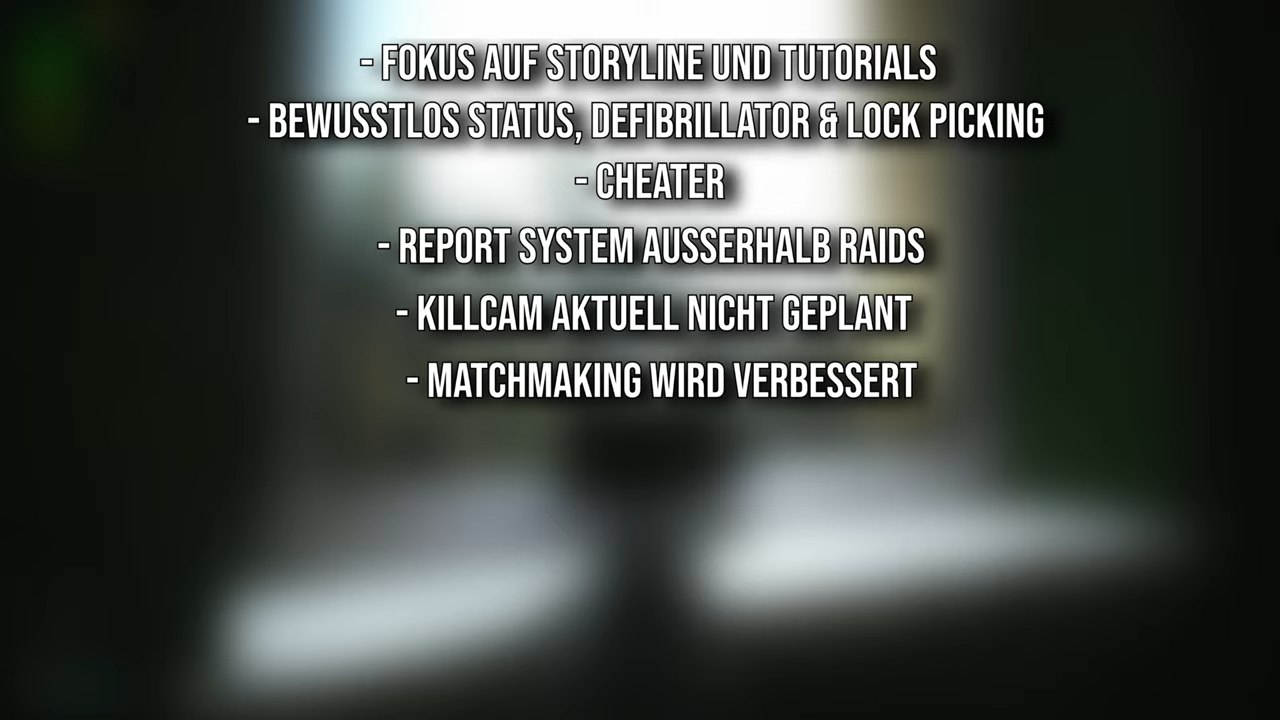 - FOKUS AUF STORYLINE UND TUTORIALS
- BEWUSSTLOS STATUS, DEFIBRILLATOR & LOCK PICKING
- CHEATER
- REPORT SYSTEM AUSSERHALB RAIDS
- KILLCAM AKTUELL NICHT GEPLANT
- MATCHMAKING WIRD VERBESSERT